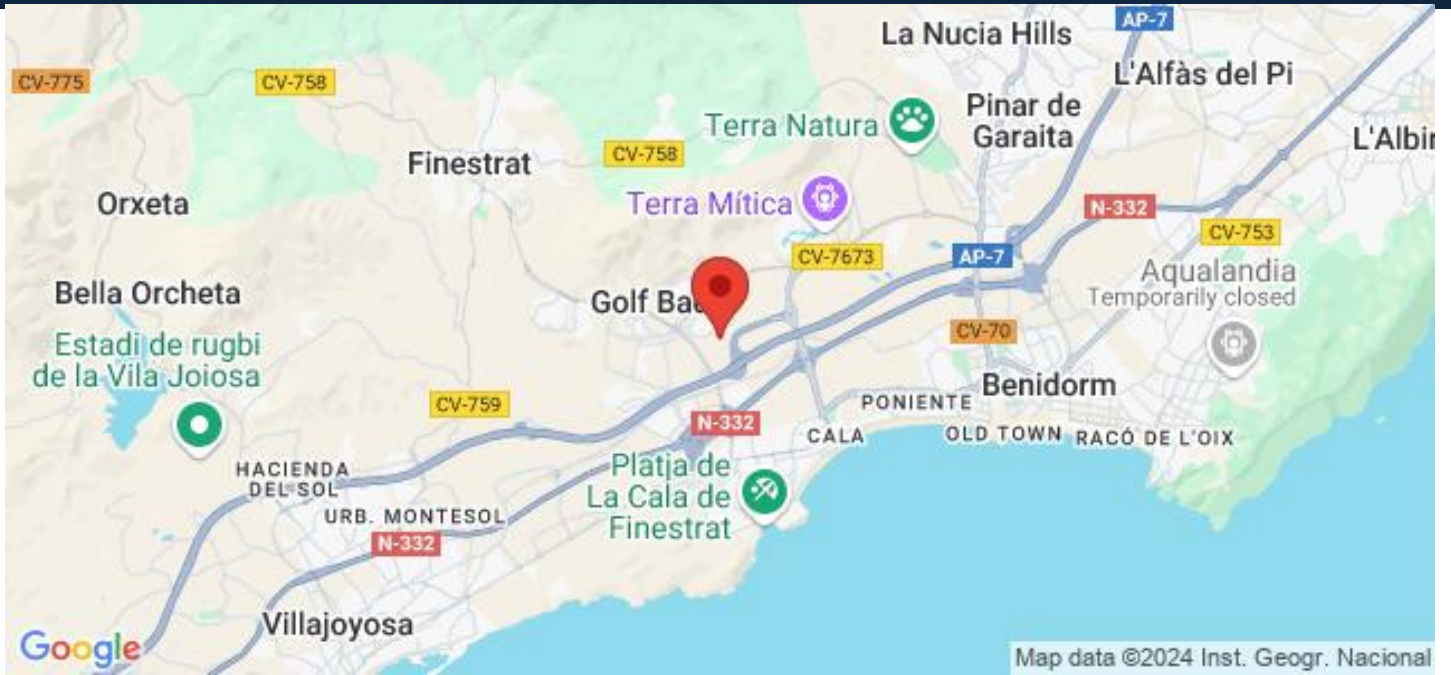 La Nucia Hills
AP-7
CV-775
CV-758
L'Alfàs del Pi
Terra Natura
Pinar de
Garaita
L'Albir
Finestrat
CV-758
Orxeta
Terra Mítica
N-332
CV-753
CV-7673
AP-7
Aqualandia
Temporarily closed
Bella Orcheta
Golf Ba
Estadi de rugbi
de la Vila Joiosa
CV-70
Benidorm
CV-759
PONIENTE
N-332
CALA
OLD TOWN
RACÓ DE L'OIX
HACIENDA
DEL SOL
Platja de
La Cala de
Finestrat
URB. MONTESOL
N-332
Villajoyosa
Google
Map data ©2024 Inst. Geogr. Nacional